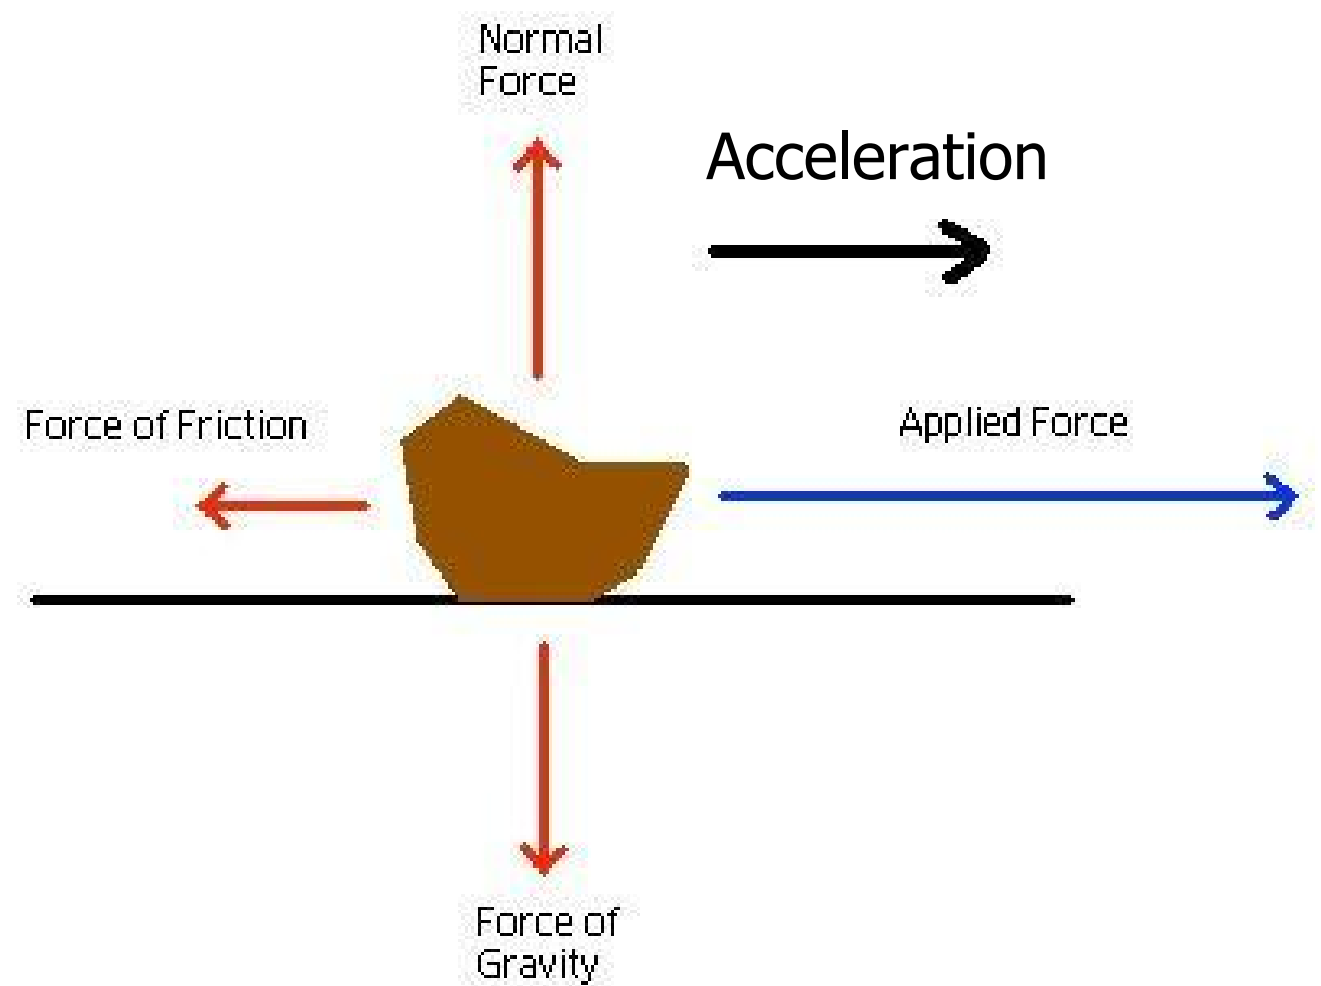 Normal
Force
Acceleration
Force of Friction
Applied Force
Force of
Gravity